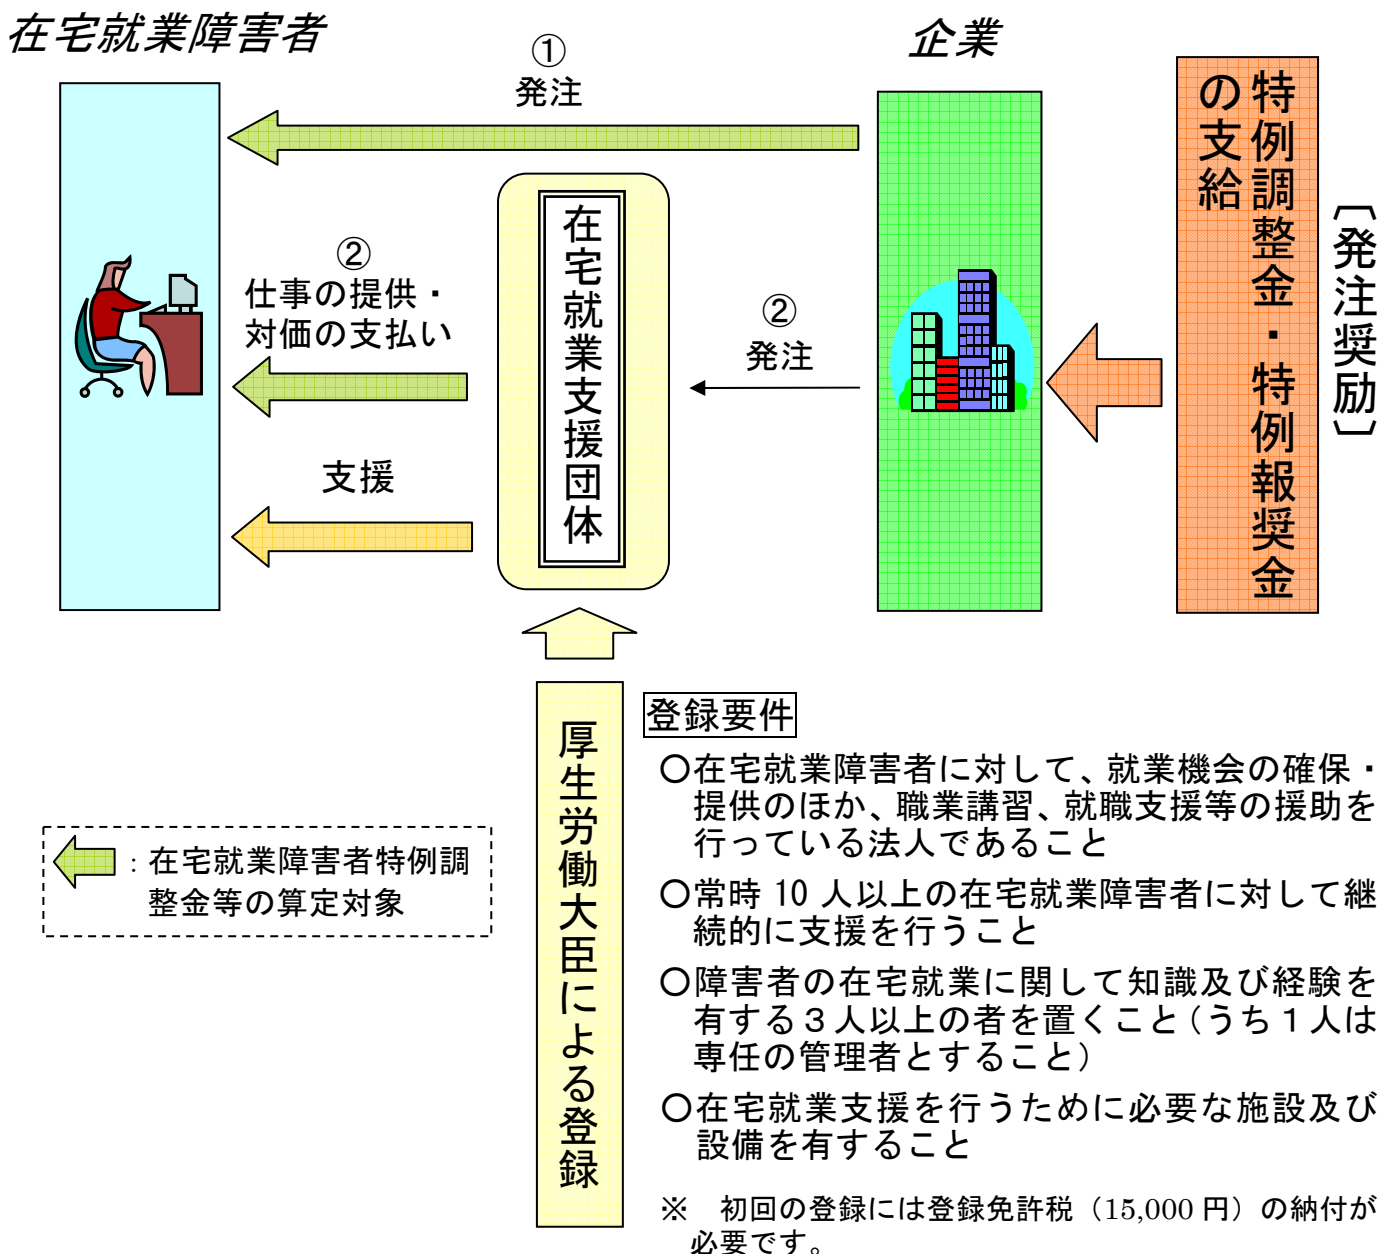 在宅就業障害者
企業
①
発注
特例調整金・特例報奨金
の支給
〔発注奨励〕
在宅就業支援団体
②
仕事の提供・
対価の支払い
②
発注
支援
厚生労働大臣による登録
登録要件
〇在宅就業障害者に対して、就業機会の確保・
提供のほか、職業講習、就職支援等の援助を
行っている法人であること
〇常時 10 人以上の在宅就業障害者に対して継
続的に支援を行うこと
〇障害者の在宅就業に関して知識及び経験を
有する３人以上の者を置くこと（うち１人は
専任の管理者とすること）
〇在宅就業支援を行うために必要な施設及び
設備を有すること
※　初回の登録には登録免許税（15,000 円）の納付が
必要です。
：在宅就業障害者特例調
整金等の算定対象